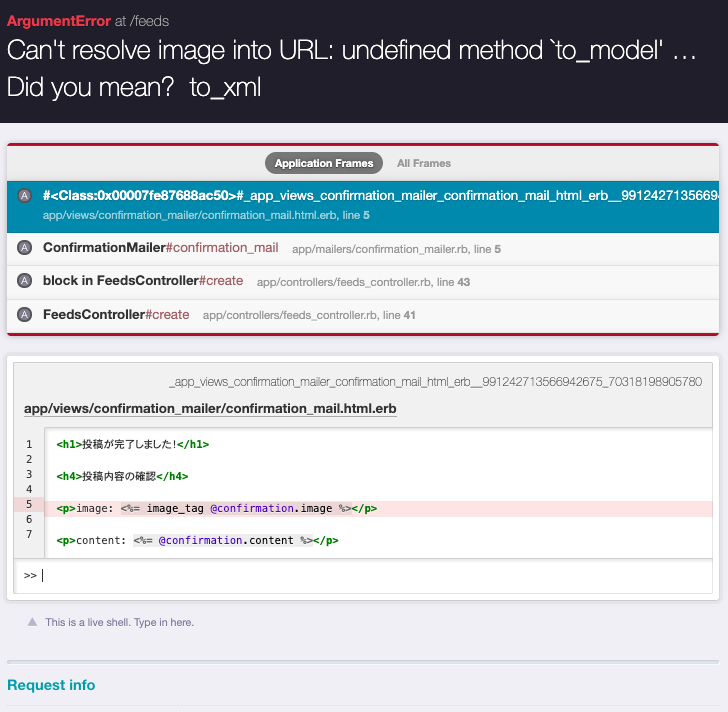 ArgumentError at /feeds
Can't resolve image into URL: undefined method `to_model' …
Did you mean? to_xml
Application Frames All Frames
A #<Class:0x00007fe87688ac50>#_app_views_confirmation_mailer_confirmation_mail_html_erb__9912427135669
app/views/confirmation_mailer/confirmation_mail.html.erb, line 5
A ConfirmationMailer#confirmation_mail app/mailers/confirmation_mailer.rb, line 5
A block in FeedsController#create app/controllers/feeds_controller.rb, line 43
A FeedsController#create app/controllers/feeds_controller.rb, line 41
_app_views_confirmation_mailer_confirmation_mail_html_erb__991242713566942675_70318198905780
app/views/confirmation_mailer/confirmation_mail.html.erb
1 <h1>投稿が完了しました!</h1>
2
3 <h4>投稿内容の確認</h4>
4
5 <p>image: <%= image_tag @confirmation.image %></p>
6
7 <p>content: <%= @confirmation.content %></p>
>>
This is a live shell. Type in here.
Request info